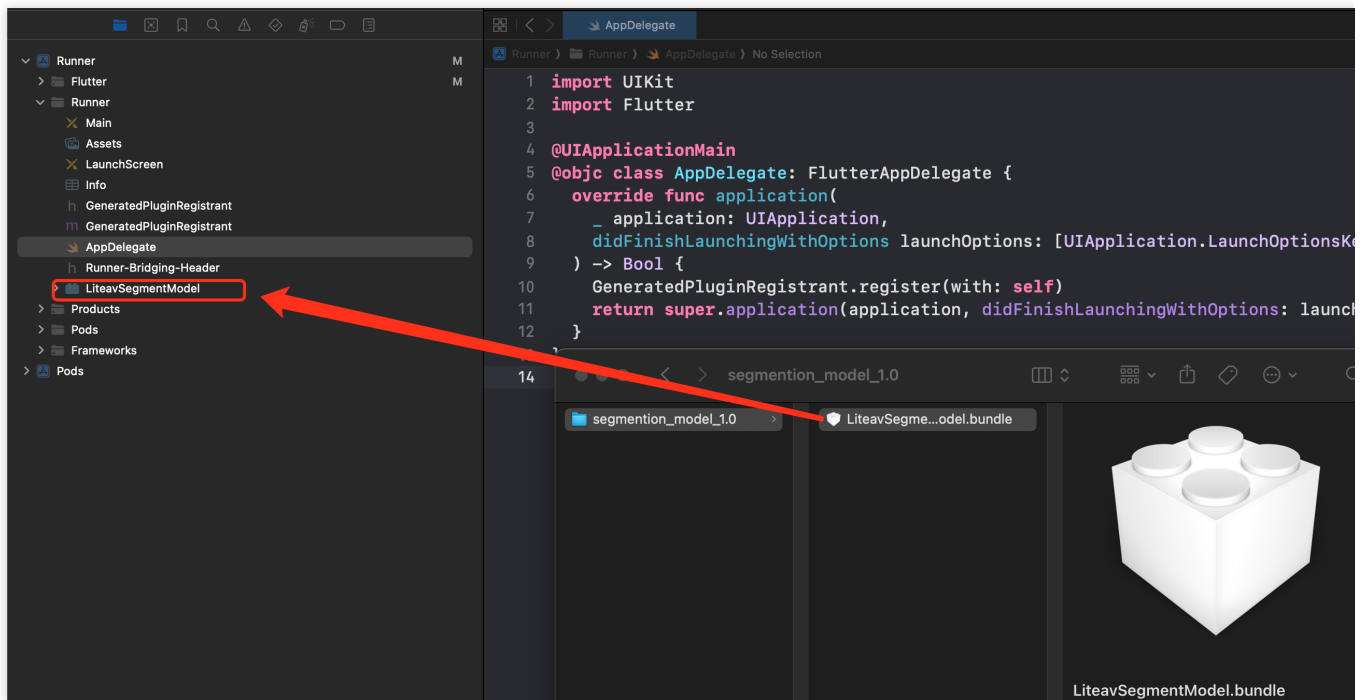 AppDelegate
Runner
M
Runner › Runner › AppDelegate › No Selection
Flutter
M
Runner
Main
Assets
LaunchScreen
Info
h GeneratedPluginRegistrant
m GeneratedPluginRegistrant
AppDelegate
h Runner-Bridging-Header
LiteavSegmentModel
Products
Pods
Frameworks
Pods
1 import UIKit
2 import Flutter
3
4 @UIApplicationMain
5 @objc class AppDelegate: FlutterAppDelegate {
6 override func application(
7 _ application: UIApplication,
8 didFinishLaunchingWithOptions launchOptions: [UIApplication.LaunchOptionsKe
9 ) -> Bool {
10 GeneratedPluginRegistrant.register(with: self)
11 return super.application(application, didFinishLaunchingWithOptions: launch
12 }
14
segmention_model_1.0
segmention_model_1.0
LiteavSegme...odel.bundle
LiteavSegmentModel.bundle